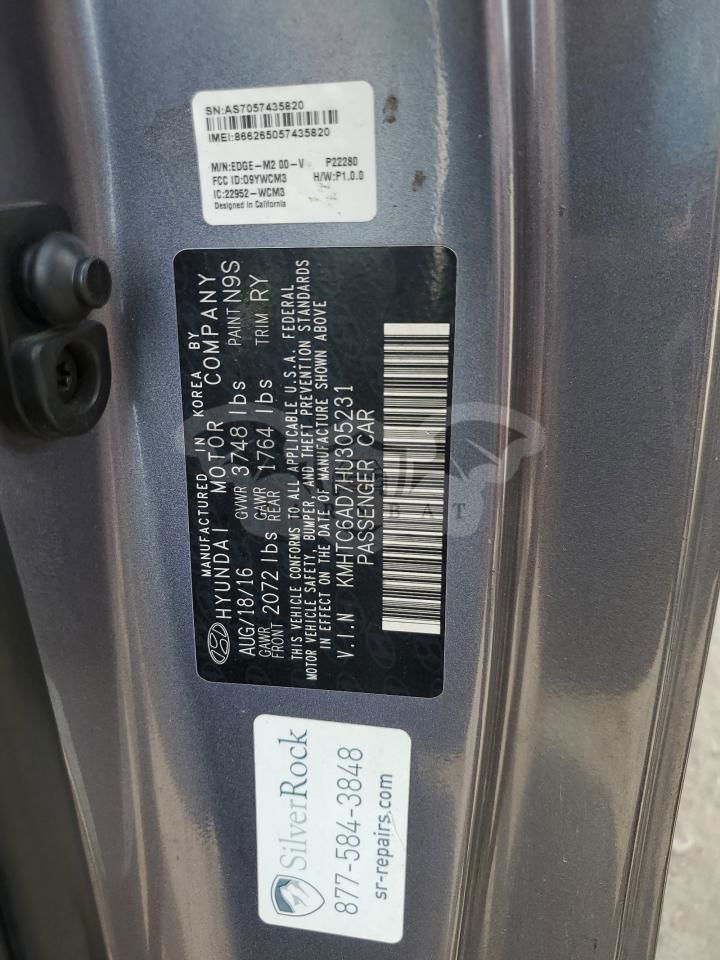 SN:AS7057435820
IMEI:866265057435820
M/N:EDGE-M2 00-V P22280
FCC ID:O9YWCM3 H/W:P1.0.0
IC:22952-WCM3
Designed in California
MANUFACTURED IN KOREA BY
HYUNDAI MOTOR COMPANY
AUG/18/16 GVWR 3748 lbs PAINT N9S
GAWR FRONT 2072 lbs GAWR REAR 1764 lbs TRIM RY
THIS VEHICLE CONFORMS TO ALL APPLICABLE U.S.A. FEDERAL
MOTOR VEHICLE SAFETY, BUMPER, AND THEFT PREVENTION STANDARDS
IN EFFECT ON THE DATE OF MANUFACTURE SHOWN ABOVE
V.I.N KMHTC6AD7HU305231
PASSENGER CAR
SilverRock
877-584-3848
sr-repairs.com